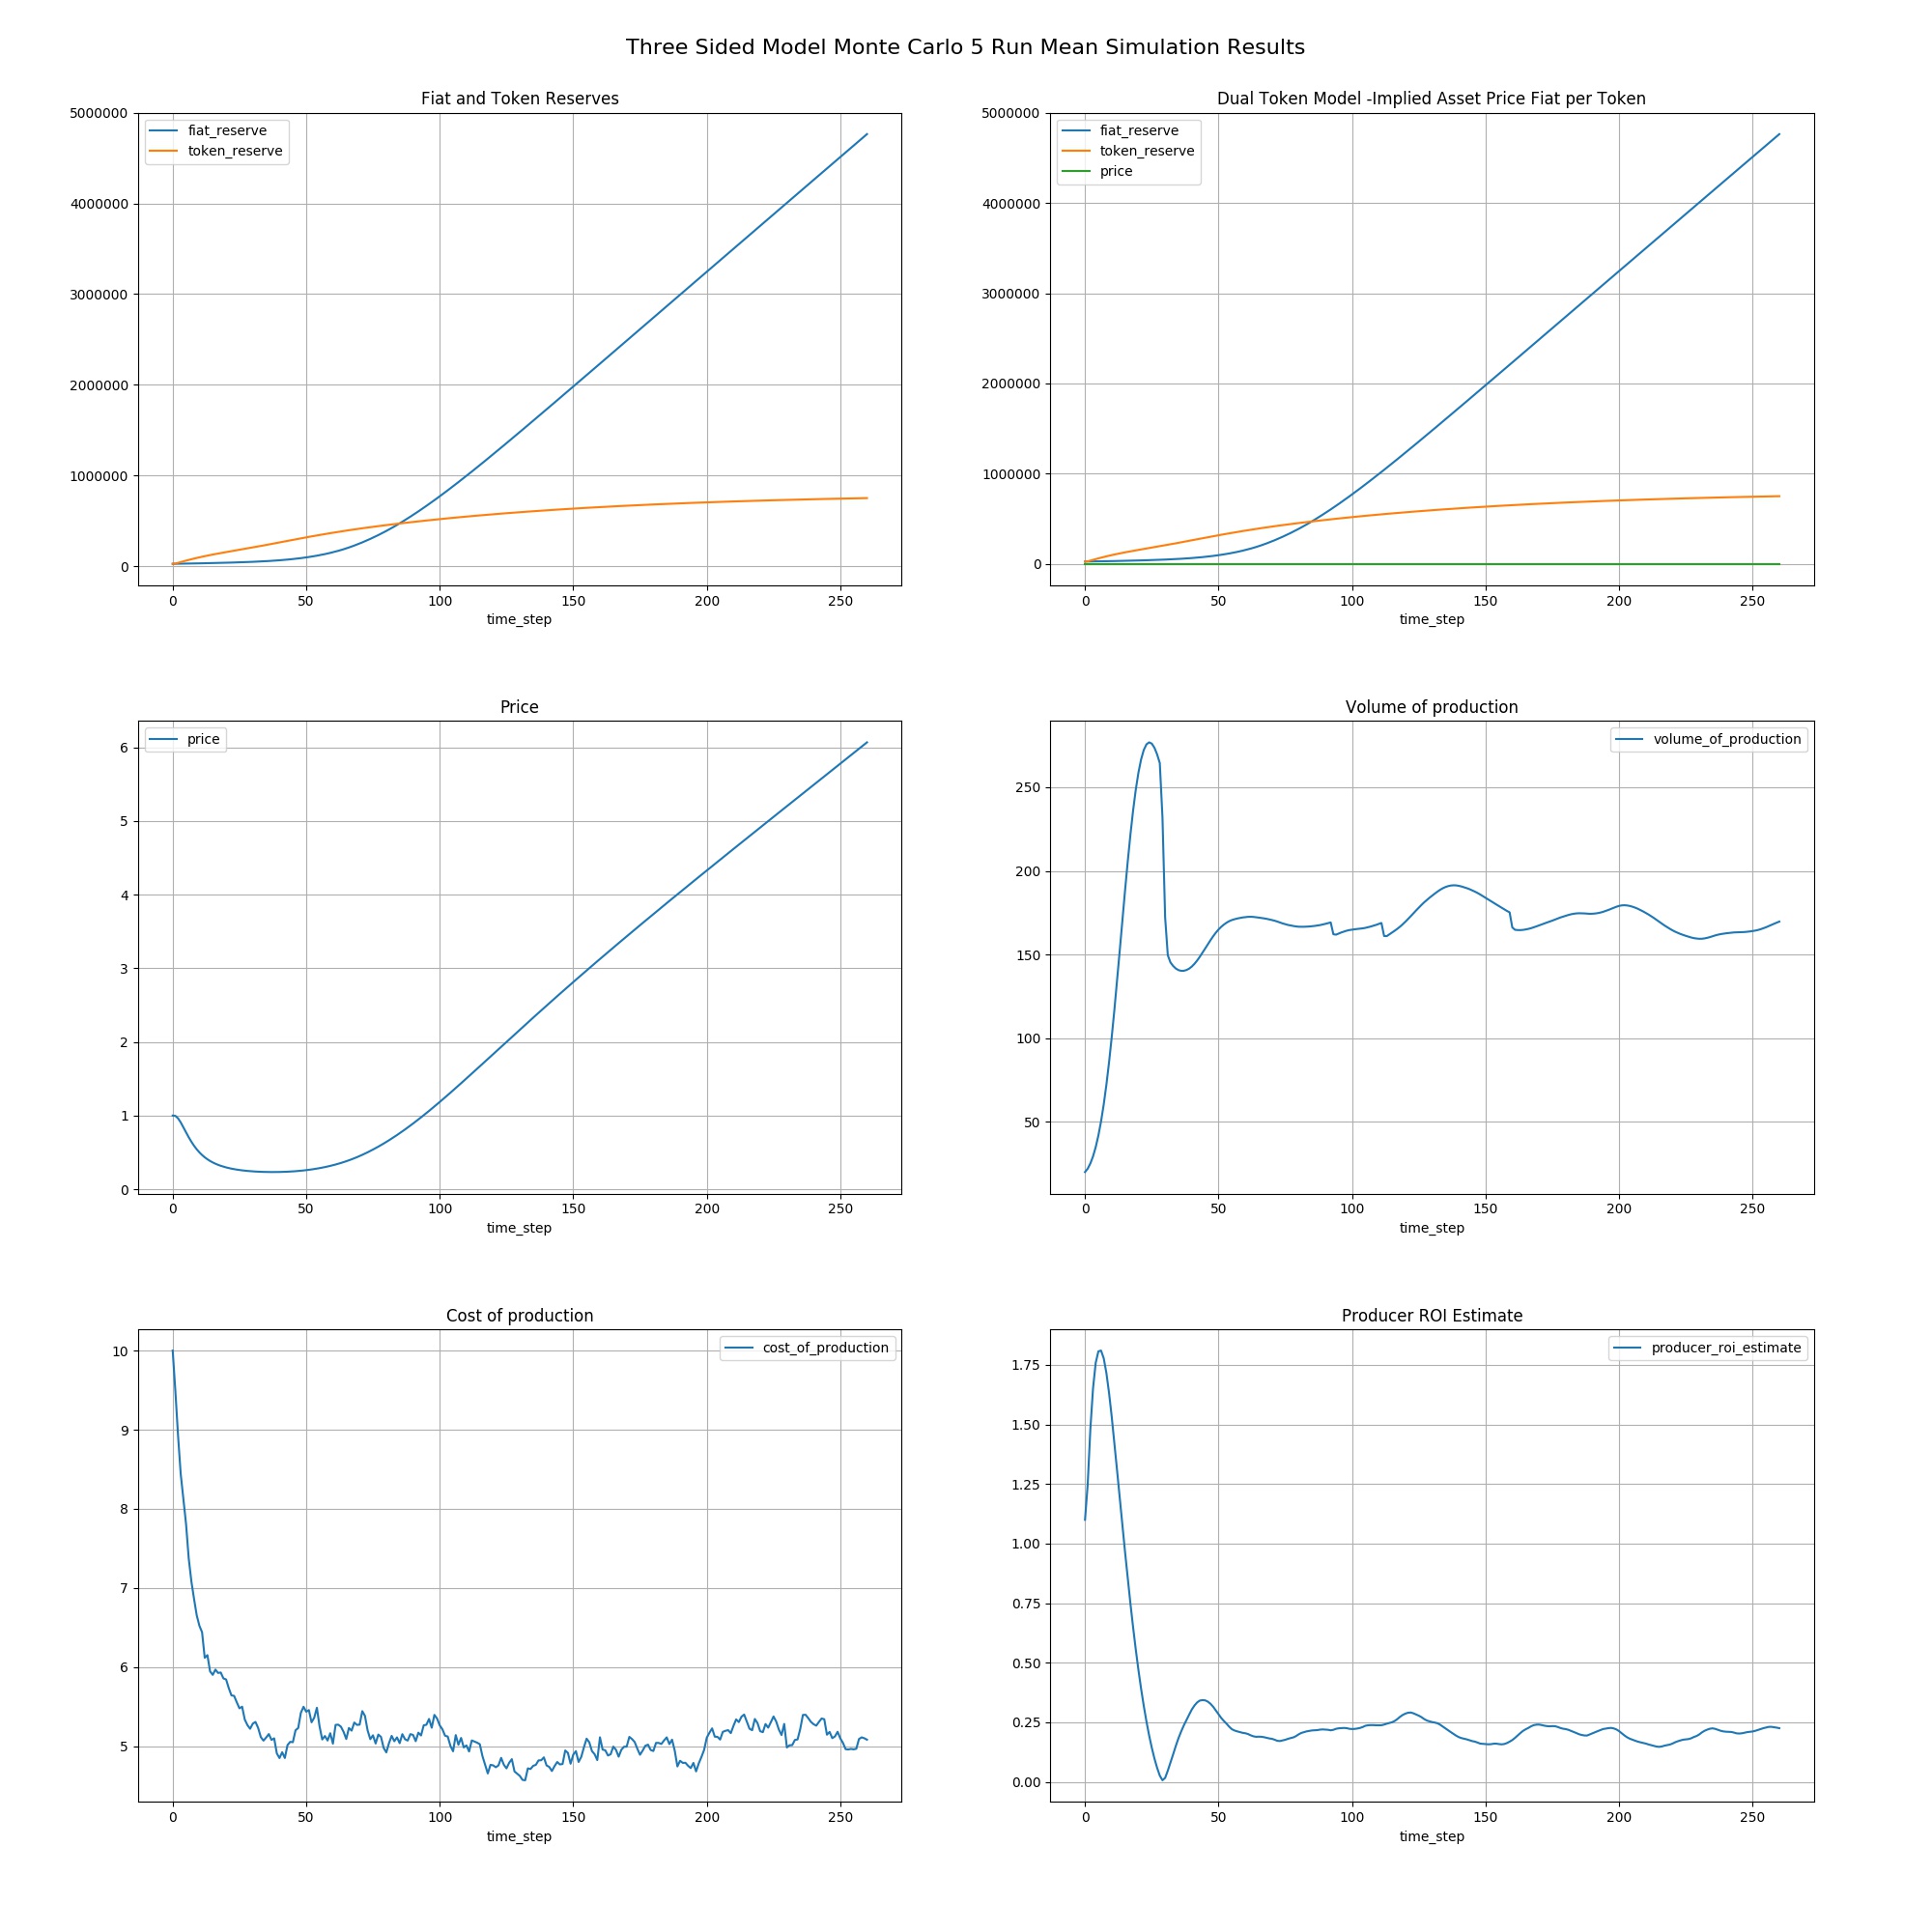 Three Sided Model Monte Carlo 5 Run Mean Simulation Results
Fiat and Token Reserves
fiat_reserve
token_reserve
5000000
4000000
3000000
2000000
1000000
0
0 50 100 150 200 250
time_step
Dual Token Model -Implied Asset Price Fiat per Token
fiat_reserve
token_reserve
price
5000000
4000000
3000000
2000000
1000000
0
0 50 100 150 200 250
time_step
Price
price
6
5
4
3
2
1
0
0 50 100 150 200 250
time_step
Volume of production
volume_of_production
250
200
150
100
50
0 50 100 150 200 250
time_step
Cost of production
cost_of_production
10
9
8
7
6
5
0 50 100 150 200 250
time_step
Producer ROI Estimate
producer_roi_estimate
1.75
1.50
1.25
1.00
0.75
0.50
0.25
0.00
0 50 100 150 200 250
time_step